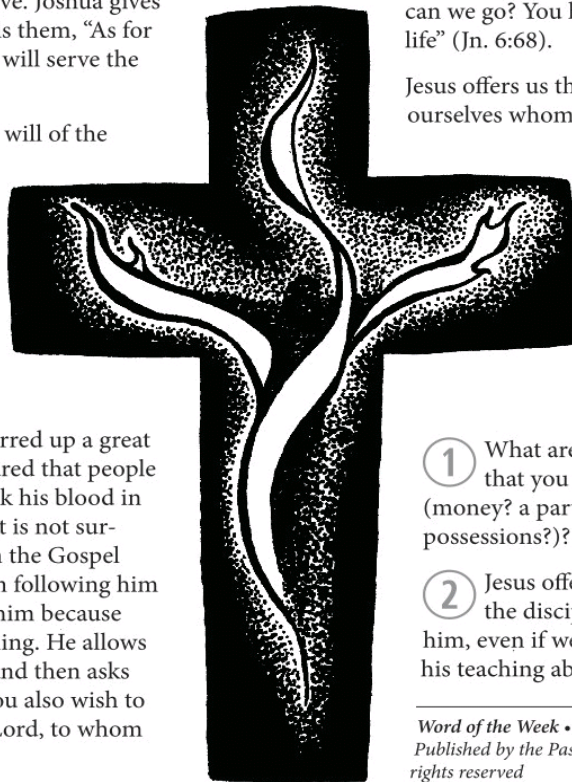 ve. Joshua gives
s them, “As for
will serve the
will of the
rred up a great
red that people
k his blood in
t is not sur-
n the Gospel
n following him
him because
ing. He allows
nd then asks
ou also wish to
Lord, to whom
can we go? You h
life” (Jn. 6:68).
Jesus offers us th
ourselves whom
1 What are
that you
(money? a par
possessions?)?
2 Jesus offe
the discip
him, even if we
his teaching ab
Word of the Week •
Published by the Pas
rights reserved